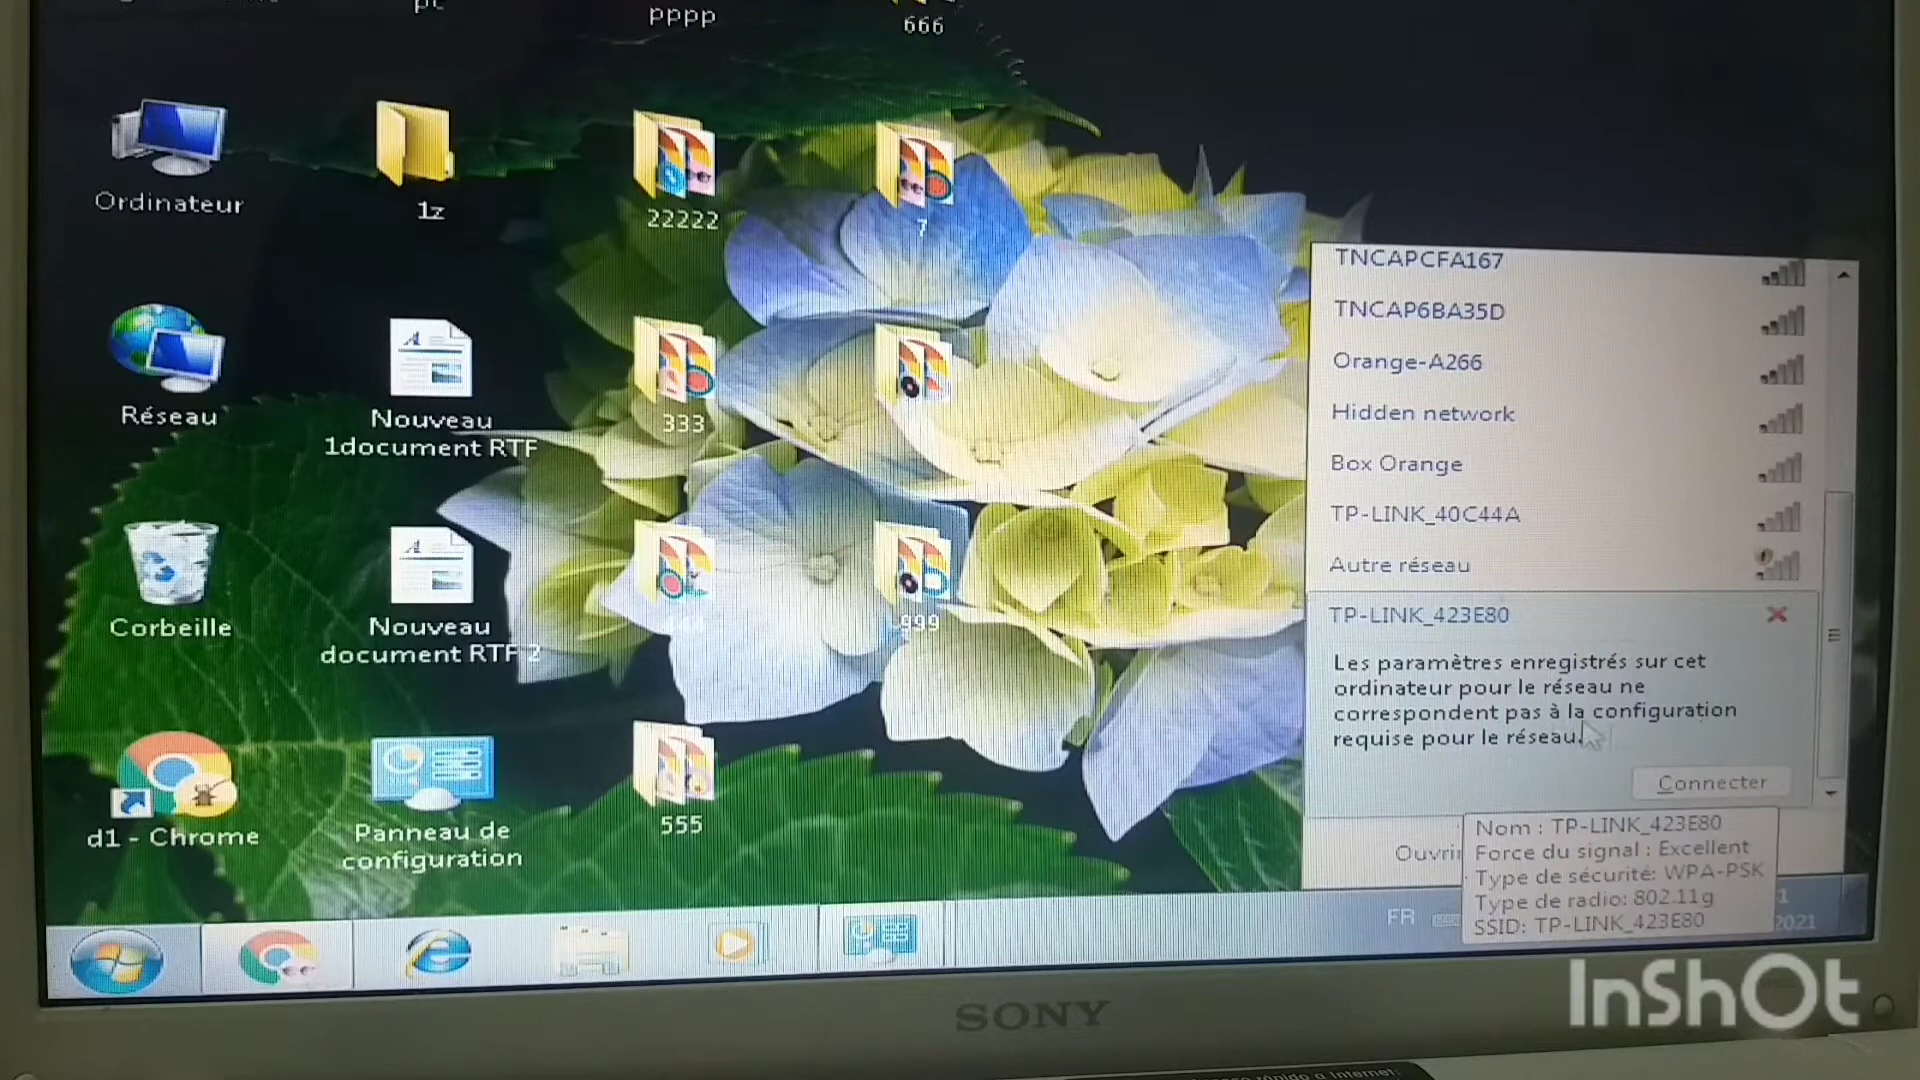 pppp
666
Ordinateur
1z
22222
7
Réseau
Nouveau
1document RTF
333
Corbeille
Nouveau
document RTF 2
999
d1 - Chrome
Panneau de
configuration
555
TNCAPCFA167
TNCAP6BA35D
Orange-A266
Hidden network
Box Orange
TP-LINK_40C44A
Autre réseau
TP-LINK_423E80
Les paramètres enregistrés sur cet
ordinateur pour le réseau ne
correspondent pas à la configuration
requise pour le réseau.
Connecter
Ouvri
Nom : TP-LINK_423E80
Force du signal : Excellent
Type de sécurité: WPA-PSK
Type de radio: 802.11g
SSID: TP-LINK_423E80
FR
2021
SONY
InShOt
rápido a Internet: